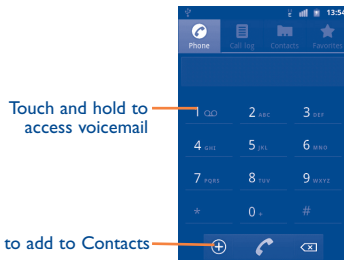 13:54
Phone Call log Contacts Favorites
Touch and hold to
access voicemail
1 2 ABC 3 DEF
4 GHI 5 JKL 6 MNO
7 PQRS 8 TUV 9 WXYZ
* 0 + #
to add to Contacts